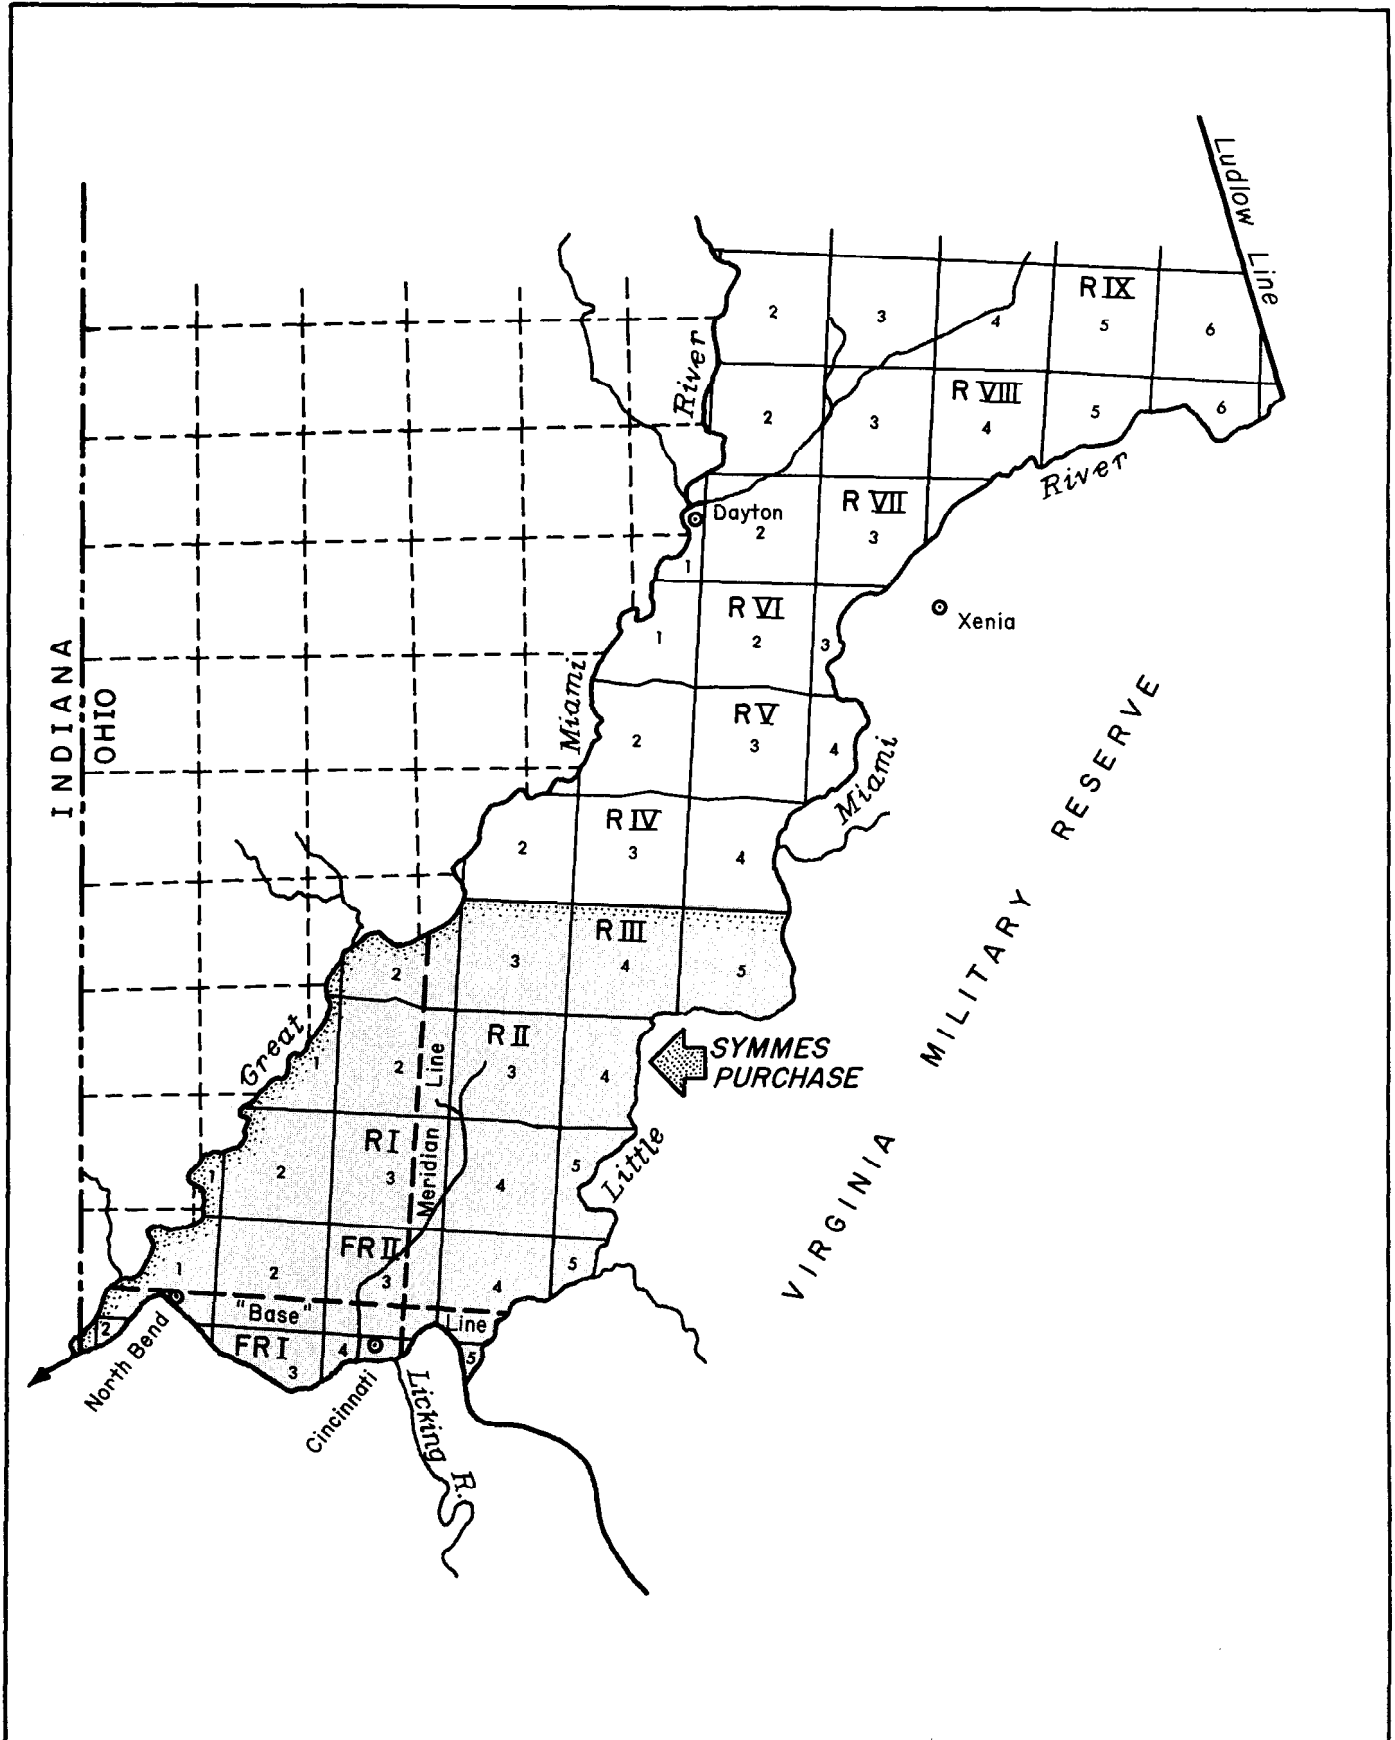 Ludlow Line
R IX
2 3 4 5 6
River
R VIII
2 3 4 5 6
River
R VII
Dayton
2 3
1
R VI
Xenia
1 2 3
INDIANA
OHIO
Miami
R V
2 3 4
Miami
R IV
2 3 4
VIRGINIA MILITARY RESERVE
R III
2 3 4 5
Great
R II
1 2 3 4
SYMMES
PURCHASE
Meridian Line
R I
1 2 3 4 5
Little
FR II
1 2 3 4 5
"Base" Line
FR I
2 3 4 5
North Bend
Cincinnati
Licking R.